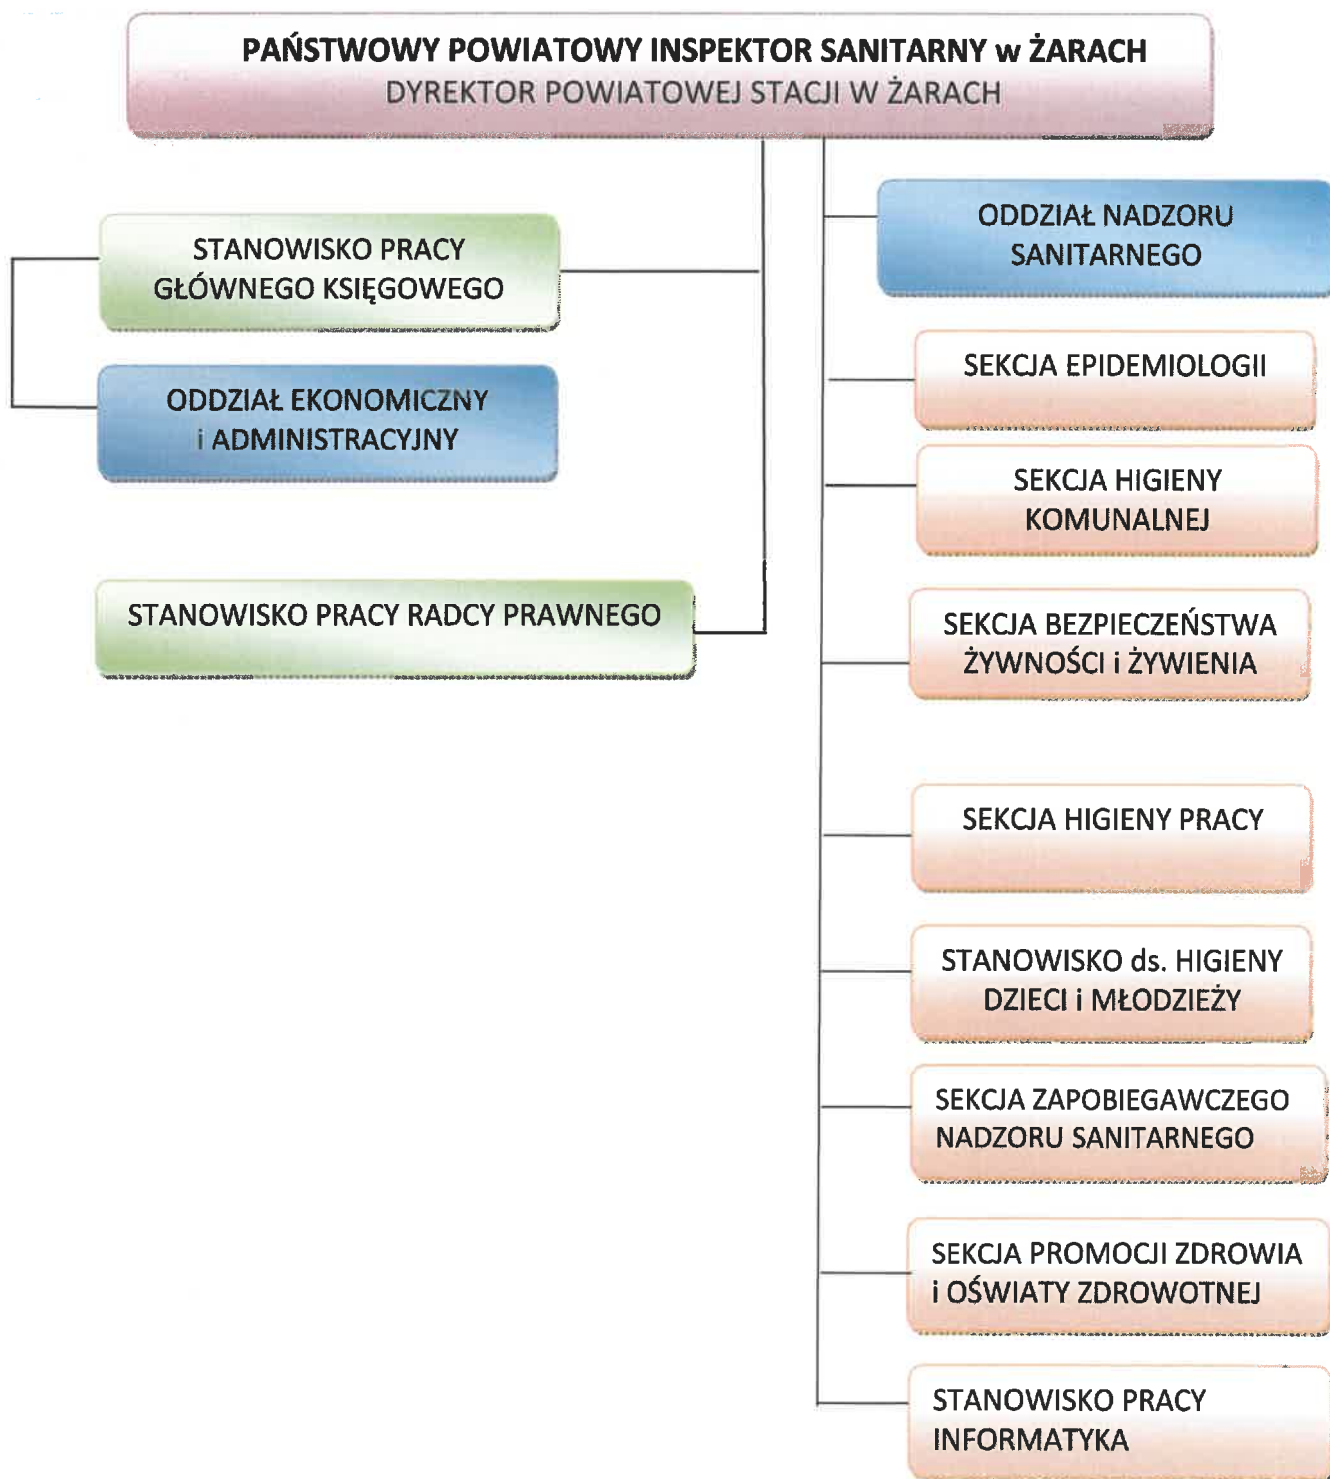 PAŃSTWOWY POWIATOWY INSPEKTOR SANITARNY w ŻARACH
DYREKTOR POWIATOWEJ STACJI W ŻARACH
STANOWISKO PRACY
GŁÓWNEGO KSIĘGOWEGO
ODDZIAŁ EKONOMICZNY
i ADMINISTRACYJNY
STANOWISKO PRACY RADCY PRAWNEGO
ODDZIAŁ NADZORU
SANITARNEGO
SEKCJA EPIDEMIOLOGII
SEKCJA HIGIENY
KOMUNALNEJ
SEKCJA BEZPIECZEŃSTWA
ŻYWNOŚCI i ŻYWIENIA
SEKCJA HIGIENY PRACY
STANOWISKO ds. HIGIENY
DZIECI i MŁODZIEŻY
SEKCJA ZAPOBIEGAWCZEGO
NADZORU SANITARNEGO
SEKCJA PROMOCJI ZDROWIA
i OŚWIATY ZDROWOTNEJ
STANOWISKO PRACY
INFORMATYKA